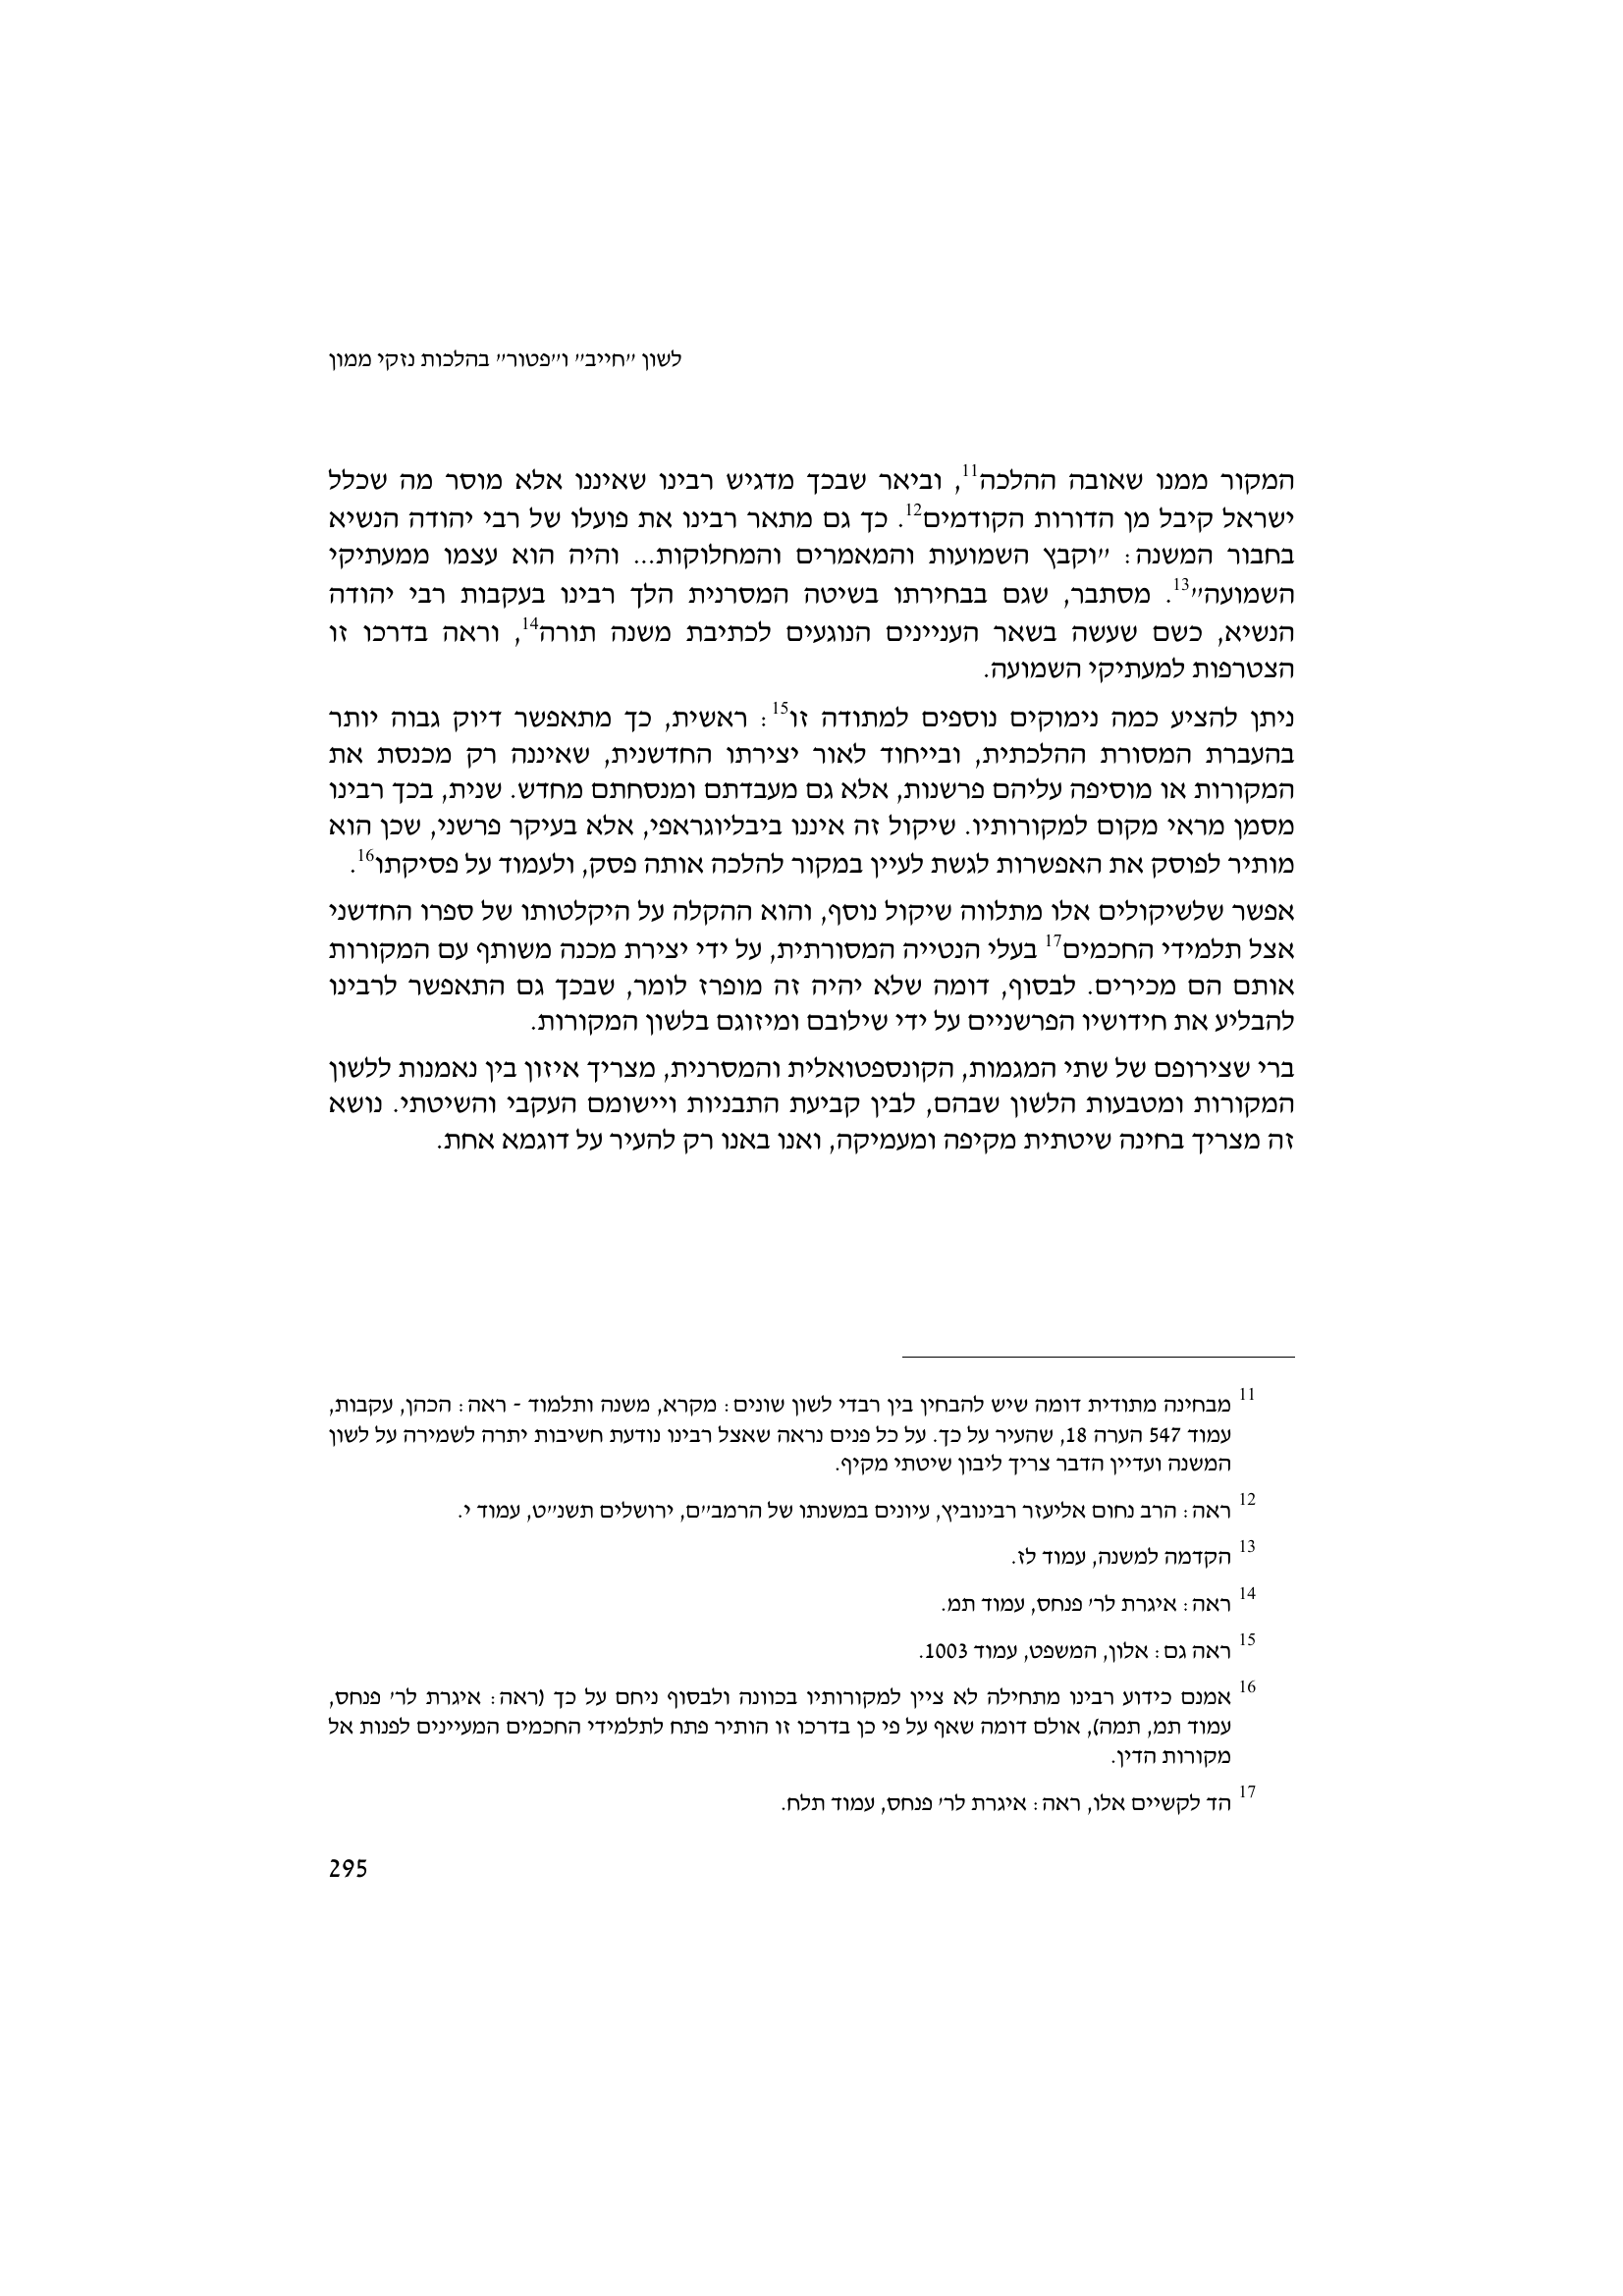 לשון "חייב" ו"פטור" בהלכות נזקי ממון
המקור ממנו שאובה ההלכה11, וביאר שבכך מדגיש רבינו שאיננו אלא מוסר מה שכלל
ישראל קיבל מן הדורות הקודמים12. כך גם מתאר רבינו את פועלו של רבי יהודה הנשיא
בחבור המשנה: "וקבץ השמועות והמאמרים והמחלוקות... והיה הוא עצמו ממעתיקי
השמועה"13. מסתבר, שגם בבחירתו בשיטה המסרנית הלך רבינו בעקבות רבי יהודה
הנשיא, כשם שעשה בשאר העניינים הנוגעים לכתיבת משנה תורה14, וראה בדרכו זו
הצטרפות למעתיקי השמועה.
ניתן להציע כמה נימוקים נוספים למתודה זו15: ראשית, כך מתאפשר דיוק גבוה יותר
בהעברת המסורת ההלכתית, ובייחוד לאור יצירתו החדשנית, שאיננה רק מכנסת את
המקורות או מוסיפה עליהם פרשנות, אלא גם מעבדתם ומנסחתם מחדש. שנית, בכך רבינו
מסמן מראי מקום למקורותיו. שיקול זה איננו ביבליוגראפי, אלא בעיקר פרשני, שכן הוא
מותיר לפוסק את האפשרות לגשת לעיין במקור להלכה אותה פסק, ולעמוד על פסיקתו16.
אפשר שלשיקולים אלו מתלווה שיקול נוסף, והוא ההקלה על היקלטותו של ספרו החדשני
אצל תלמידי החכמים17 בעלי הנטייה המסורתית, על ידי יצירת מכנה משותף עם המקורות
אותם הם מכירים. לבסוף, דומה שלא יהיה זה מופרז לומר, שבכך גם התאפשר לרבינו
להבליע את חידושיו הפרשניים על ידי שילובם ומיזוגם בלשון המקורות.
ברי שצירופם של שתי המגמות, הקונספטואלית והמסרנית, מצריך איזון בין נאמנות ללשון
המקורות ומטבעות הלשון שבהם, לבין קביעת התבניות ויישומם העקבי והשיטתי. נושא
זה מצריך בחינה שיטתית מקיפה ומעמיקה, ואנו באנו רק להעיר על דוגמא אחת.
11 מבחינה מתודית דומה שיש להבחין בין רבדי לשון שונים: מקרא, משנה ותלמוד - ראה: הכהן, עקבות,
עמוד 547 הערה 18, שהעיר על כך. על כל פנים נראה שאצל רבינו נודעת חשיבות יתרה לשמירה על לשון
המשנה ועדיין הדבר צריך ליבון שיטתי מקיף.
12 ראה: הרב נחום אליעזר רבינוביץ, עיונים במשנתו של הרמב"ם, ירושלים תשנ"ט, עמוד י.
13 הקדמה למשנה, עמוד לז.
14 ראה: איגרת לר' פנחס, עמוד תמ.
15 ראה גם: אלון, המשפט, עמוד 1003.
16 אמנם כידוע רבינו מתחילה לא ציין למקורותיו בכוונה ולבסוף ניחם על כך (ראה: איגרת לר' פנחס,
עמוד תמ, תמה), אולם דומה שאף על פי כן בדרכו זו הותיר פתח לתלמידי החכמים המעיינים לפנות אל
מקורות הדין.
17 הד לקשיים אלו, ראה: איגרת לר' פנחס, עמוד תלח.
295